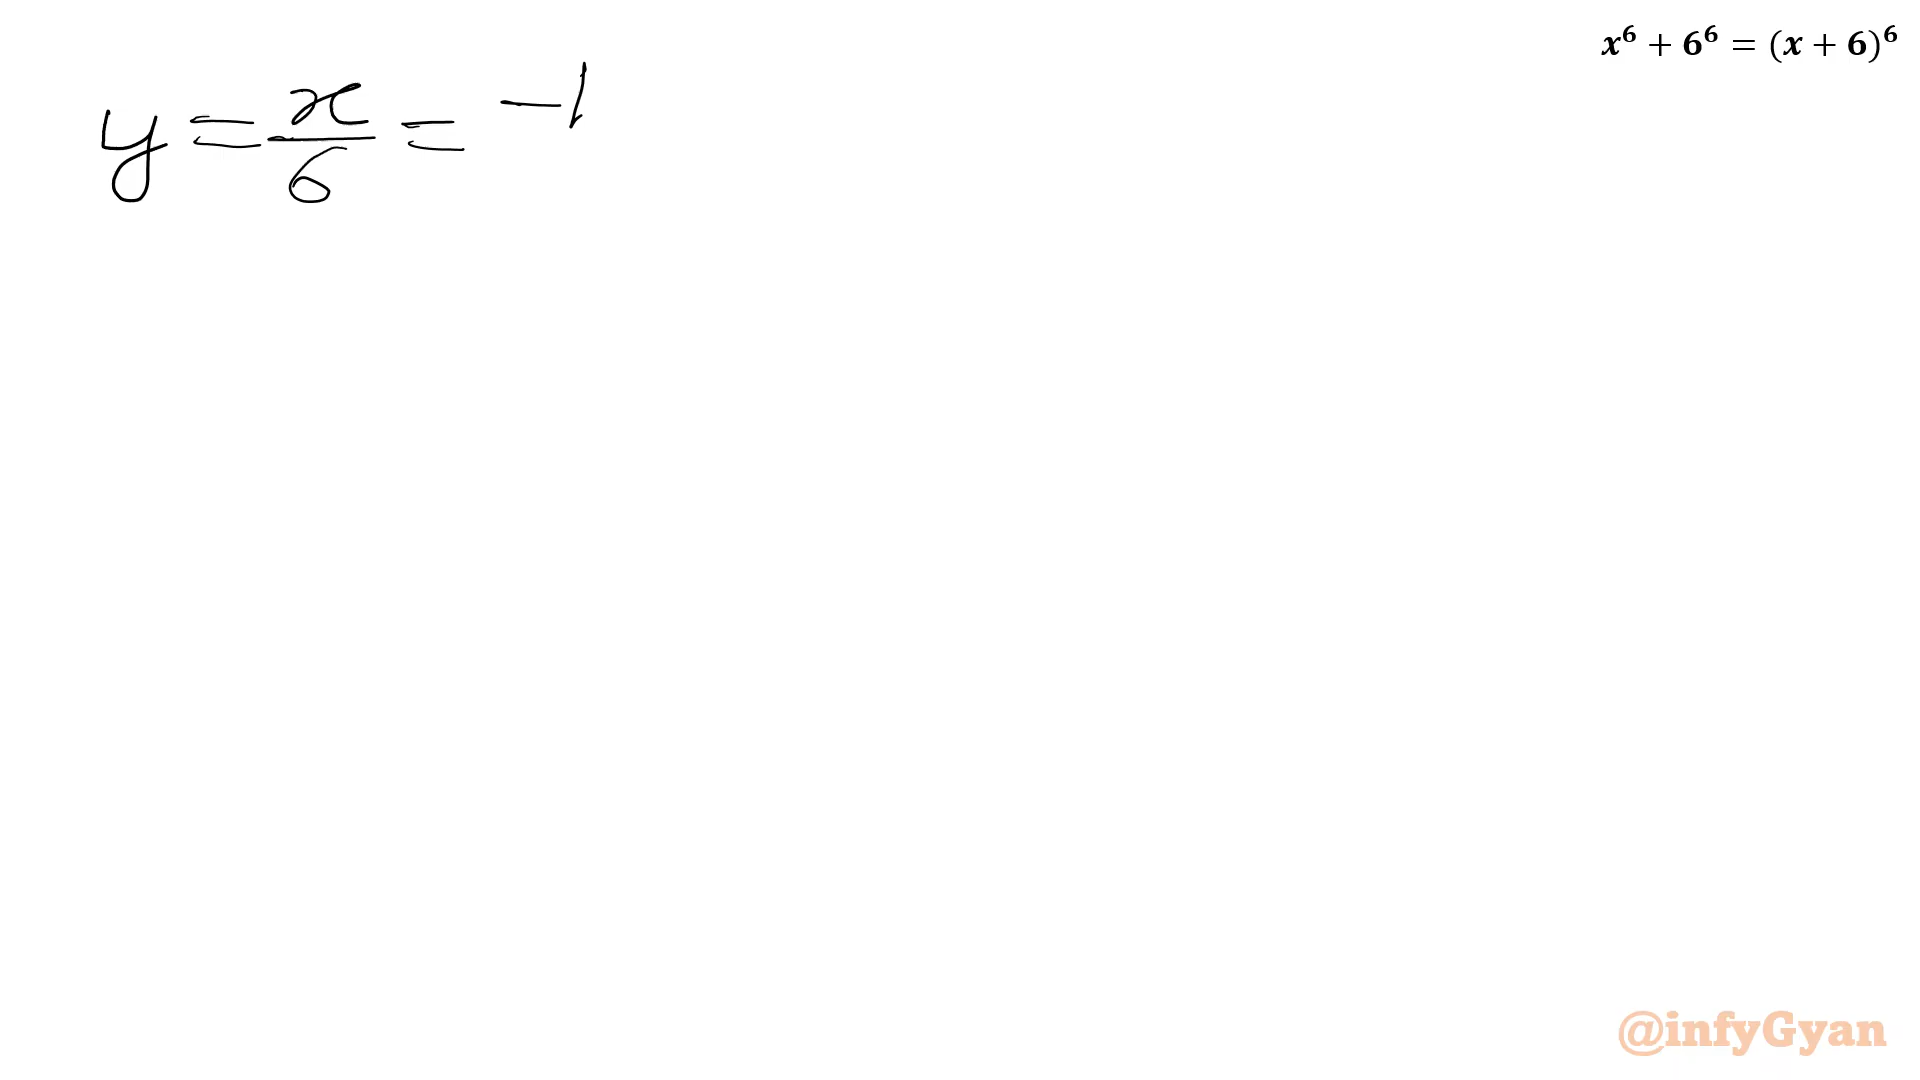 x⁶ + 6⁶ = (x + 6)⁶
y = x/6 = -1
@infyGyan